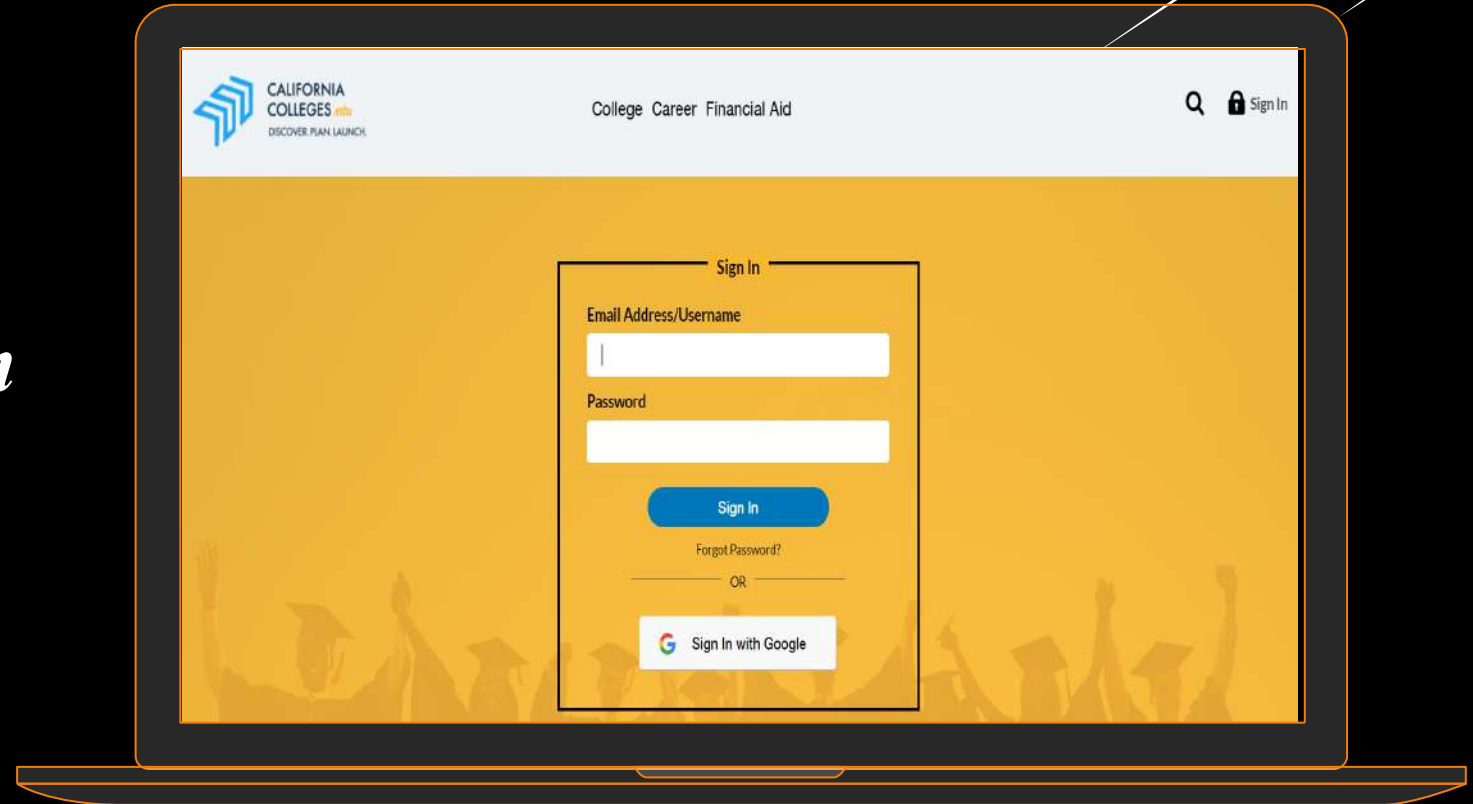 CALIFORNIA
COLLEGES.edu
DISCOVER. PLAN. LAUNCH.
College Career Financial Aid
Sign In
n
Sign In
Email Address/Username
Password
Sign In
Forgot Password?
OR
G Sign In with Google